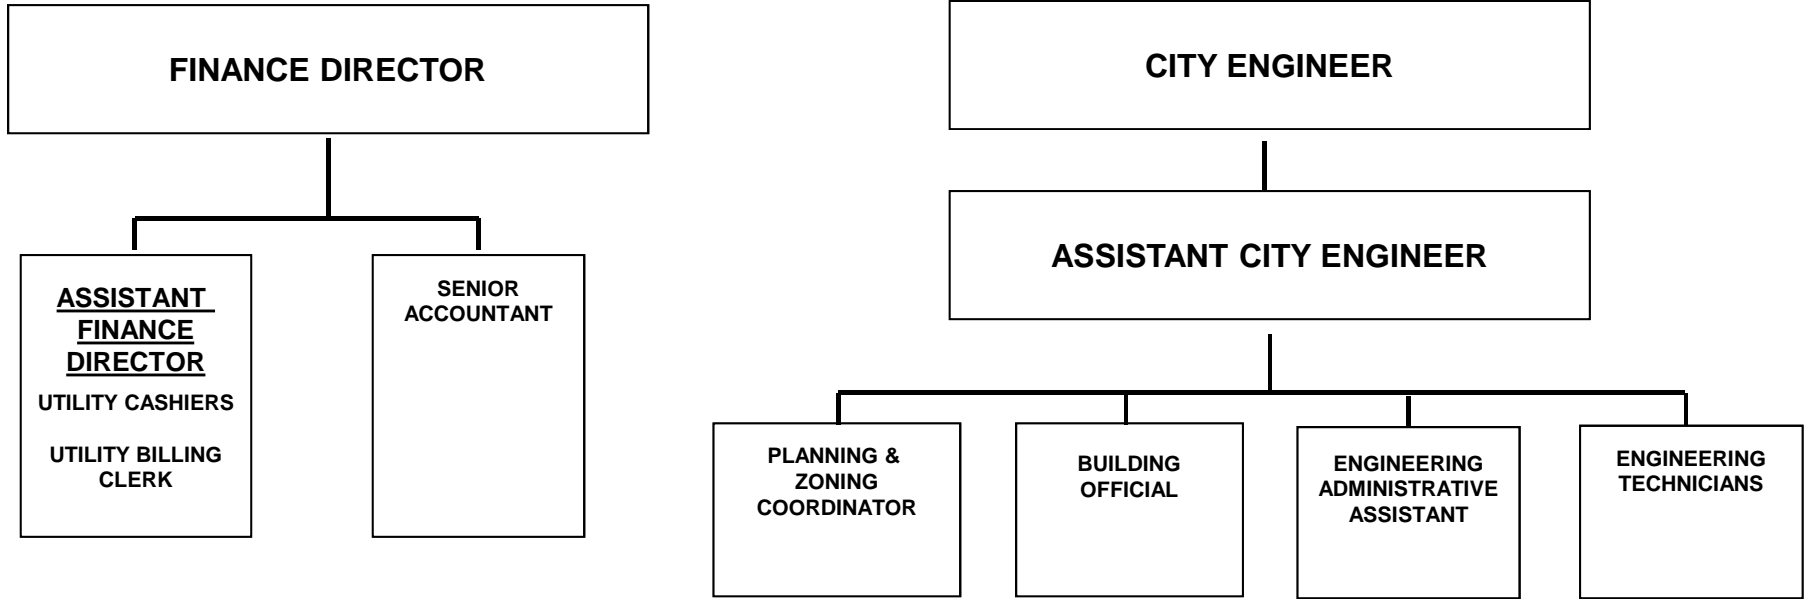 FINANCE DIRECTOR
CITY ENGINEER
ASSISTANT CITY ENGINEER
ASSISTANT
FINANCE
DIRECTOR
UTILITY CASHIERS
UTILITY BILLING
CLERK
SENIOR
ACCOUNTANT
PLANNING &
ZONING
COORDINATOR
BUILDING
OFFICIAL
ENGINEERING
ADMINISTRATIVE
ASSISTANT
ENGINEERING
TECHNICIANS